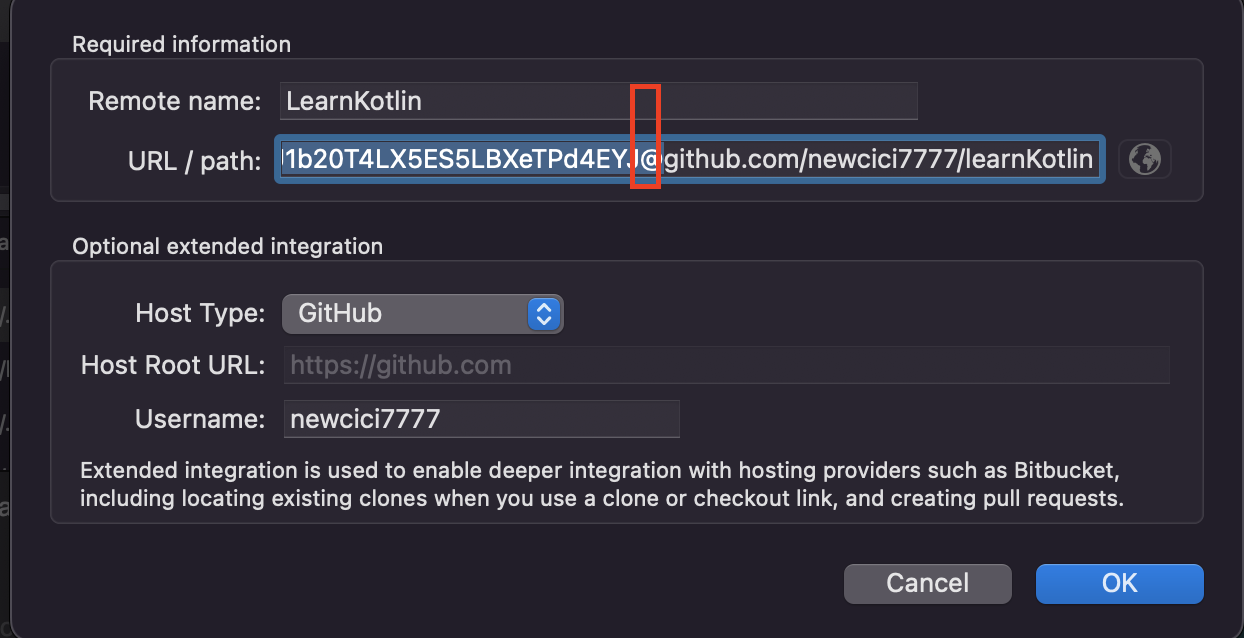 Required information
Remote name: LearnKotlin
URL / path: 1b20T4LX5ES5LBXeTPd4EYJ@github.com/newcici7777/learnKotlin
Optional extended integration
Host Type: GitHub
Host Root URL: https://github.com
Username: newcici7777
Extended integration is used to enable deeper integration with hosting providers such as Bitbucket,
including locating existing clones when you use a clone or checkout link, and creating pull requests.
Cancel OK